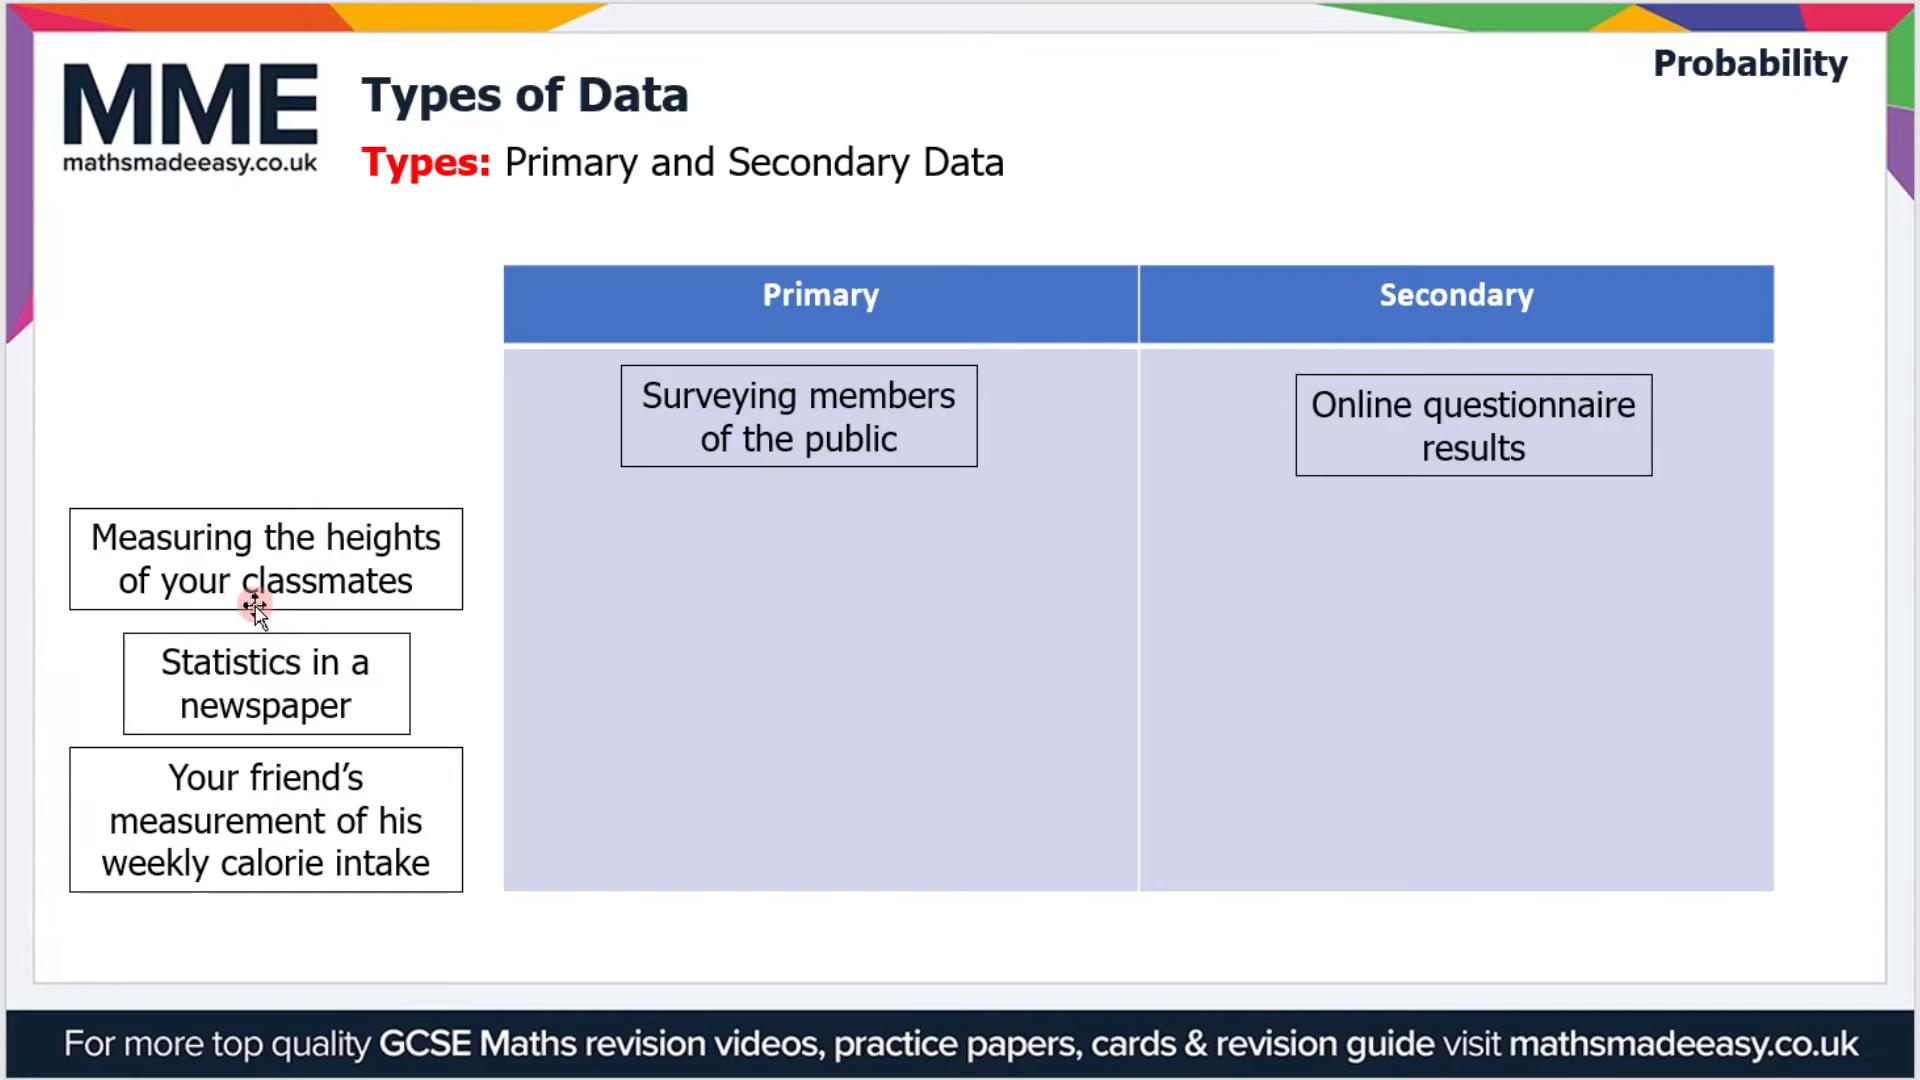 MME
mathsmadeeasy.co.uk
Types of Data
Types: Primary and Secondary Data
Probability
Primary
Secondary
Surveying members
of the public
Online questionnaire
results
Measuring the heights
of your classmates
Statistics in a
newspaper
Your friend’s
measurement of his
weekly calorie intake
For more top quality GCSE Maths revision videos, practice papers, cards & revision guide visit mathsmadeeasy.co.uk